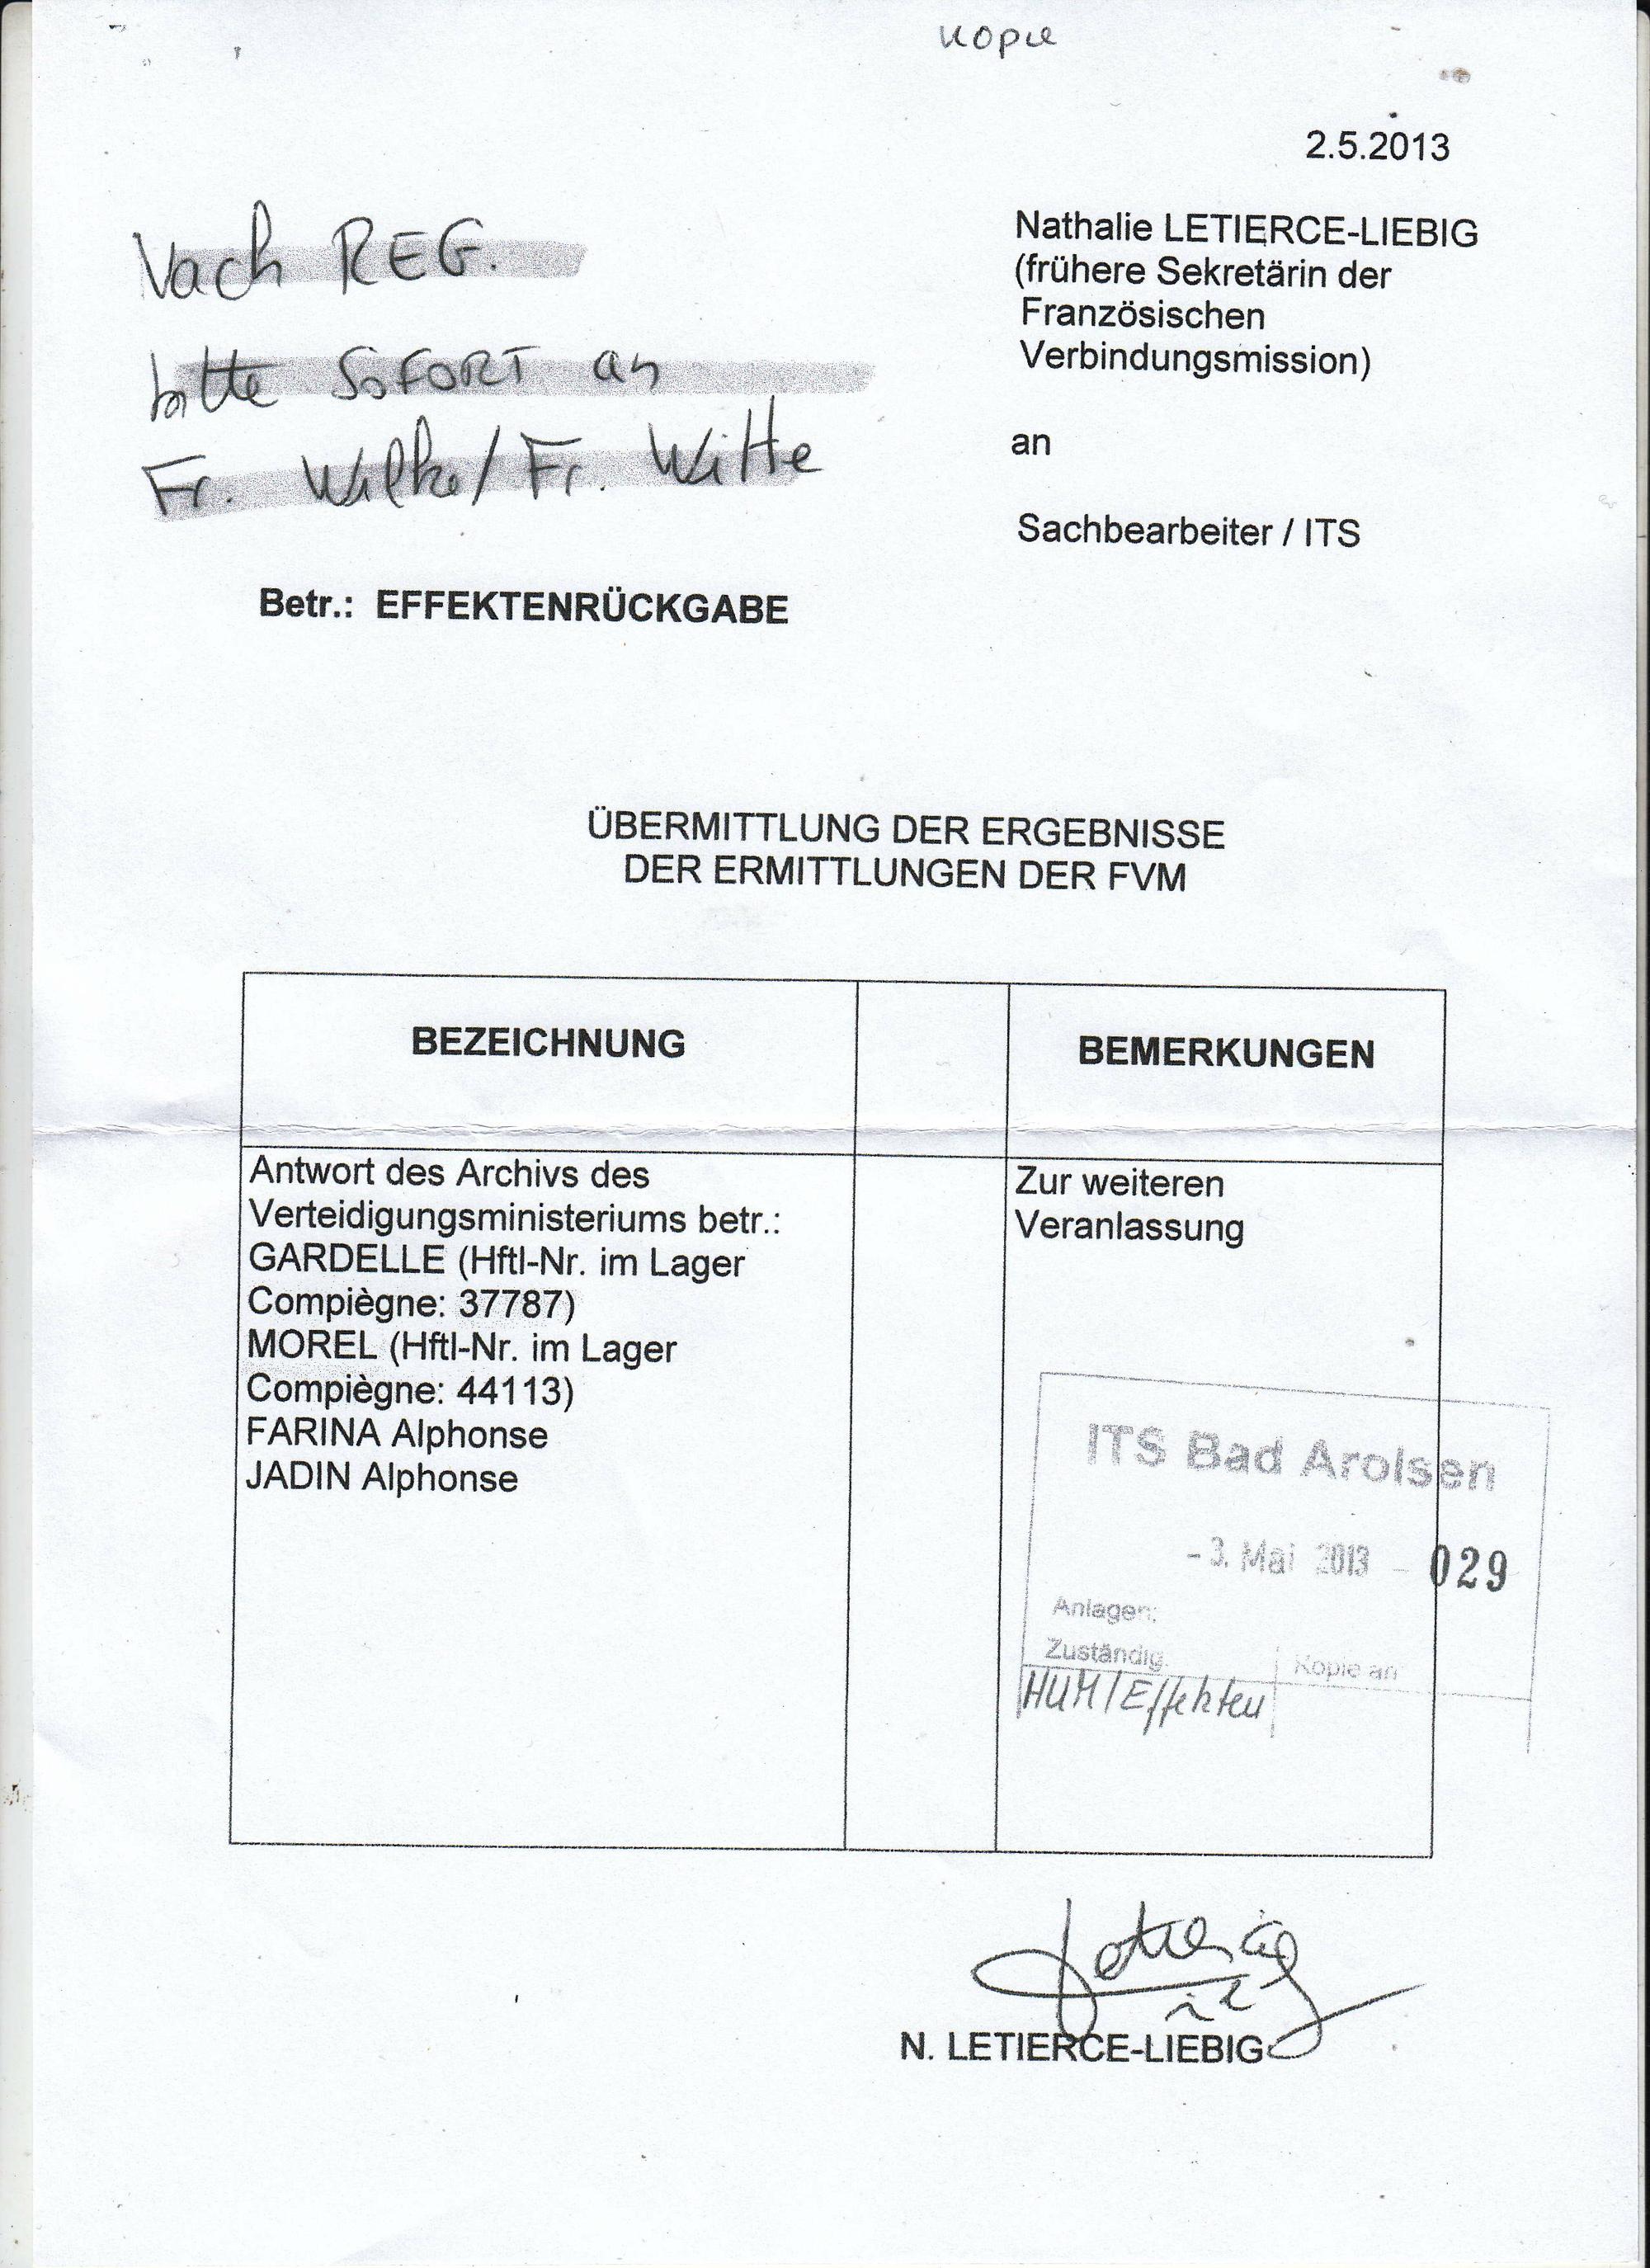 Kopie
2.5.2013
Nach REG.
bitte SOFORT an
Fr. Wilke/Fr. Witte
Nathalie LETIERCE-LIEBIG
(frühere Sekretärin der
Französischen
Verbindungsmission)
an
Sachbearbeiter / ITS
Betr.: EFFEKTENRÜCKGABE
ÜBERMITTLUNG DER ERGEBNISSE
DER ERMITTLUNGEN DER FVM
BEZEICHNUNG
BEMERKUNGEN
Antwort des Archivs des
Verteidigungsministeriums betr.:
GARDELLE (Hftl-Nr. im Lager
Compiègne: 37787)
MOREL (Hftl-Nr. im Lager
Compiègne: 44113)
FARINA Alphonse
JADIN Alphonse
Zur weiteren
Veranlassung
ITS Bad Arolsen
- 3. Mai 2013 - 029
Anlagen:
Zuständig
Kopie an
HUM/Effekten
N. LETIERCE-LIEBIG